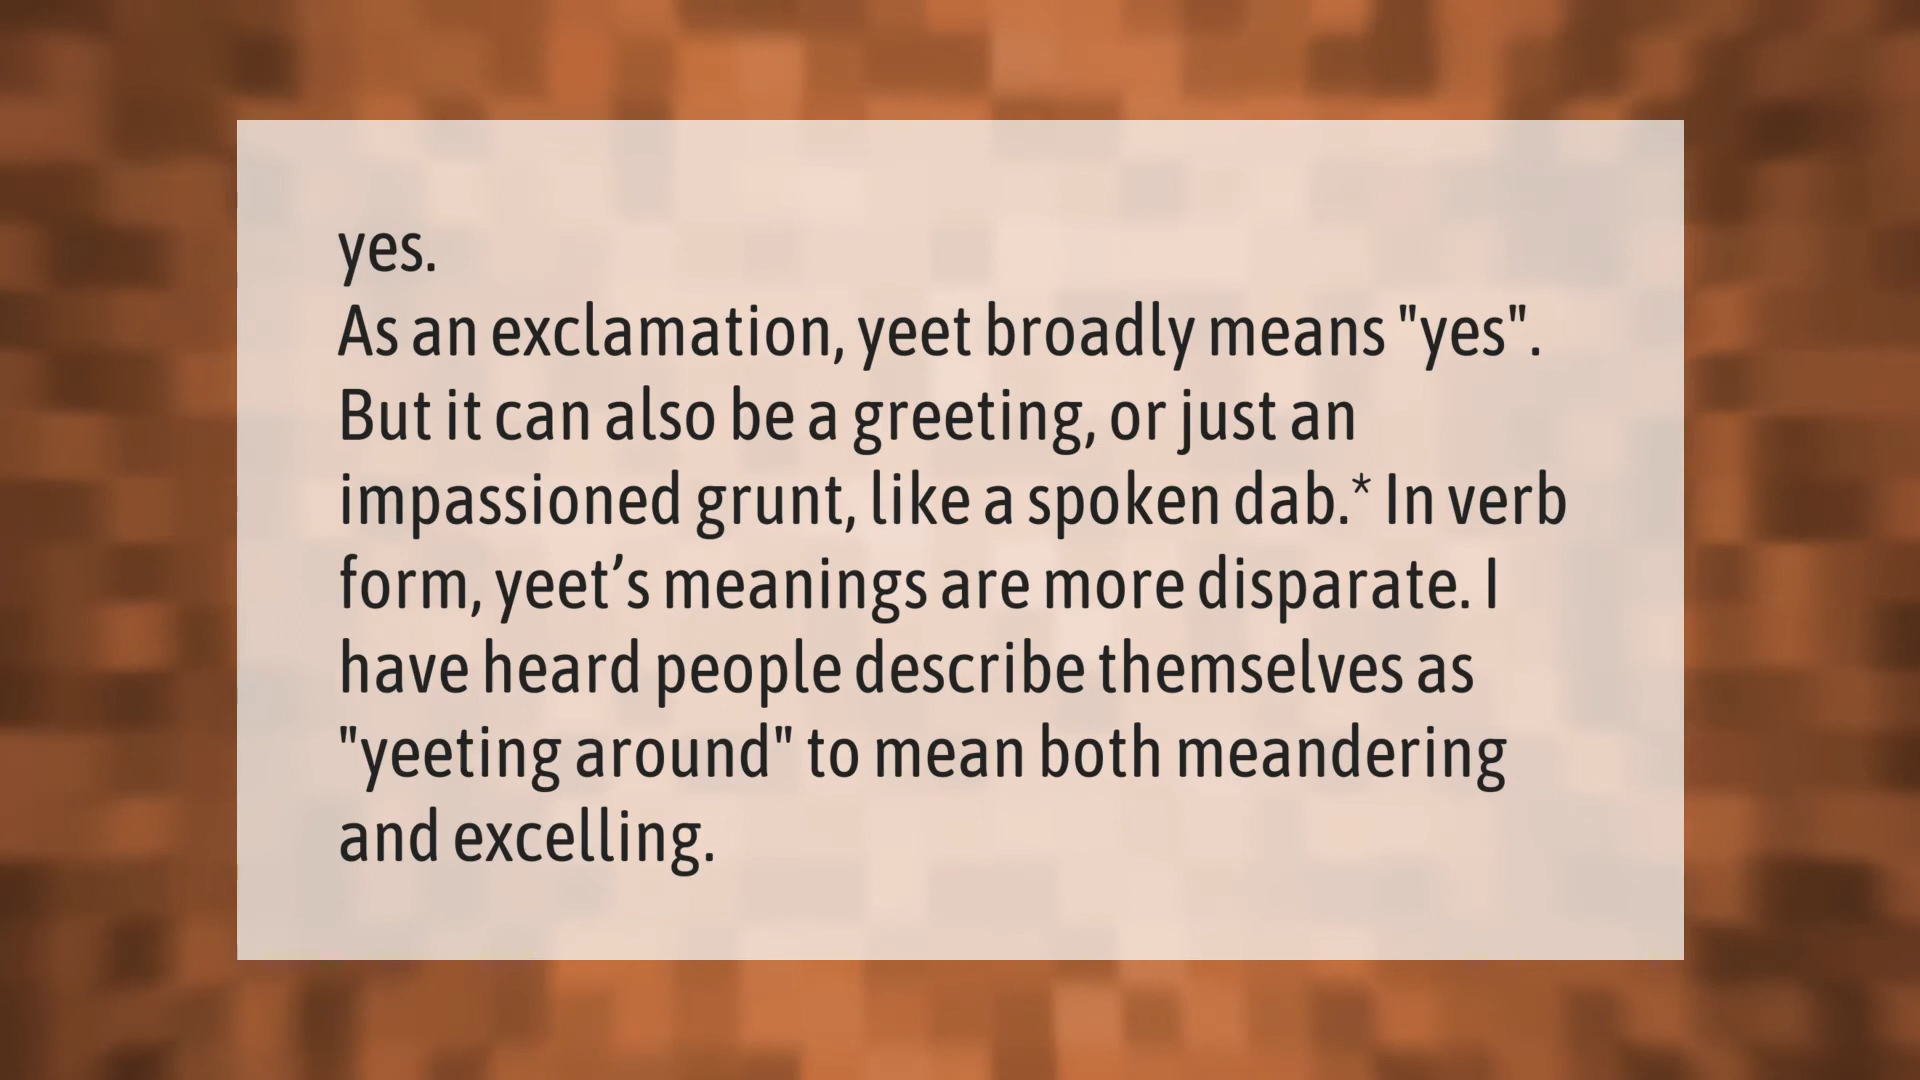 yes.
As an exclamation, yeet broadly means "yes".
But it can also be a greeting, or just an
impassioned grunt, like a spoken dab.* In verb
form, yeet’s meanings are more disparate. I
have heard people describe themselves as
"yeeting around" to mean both meandering
and excelling.